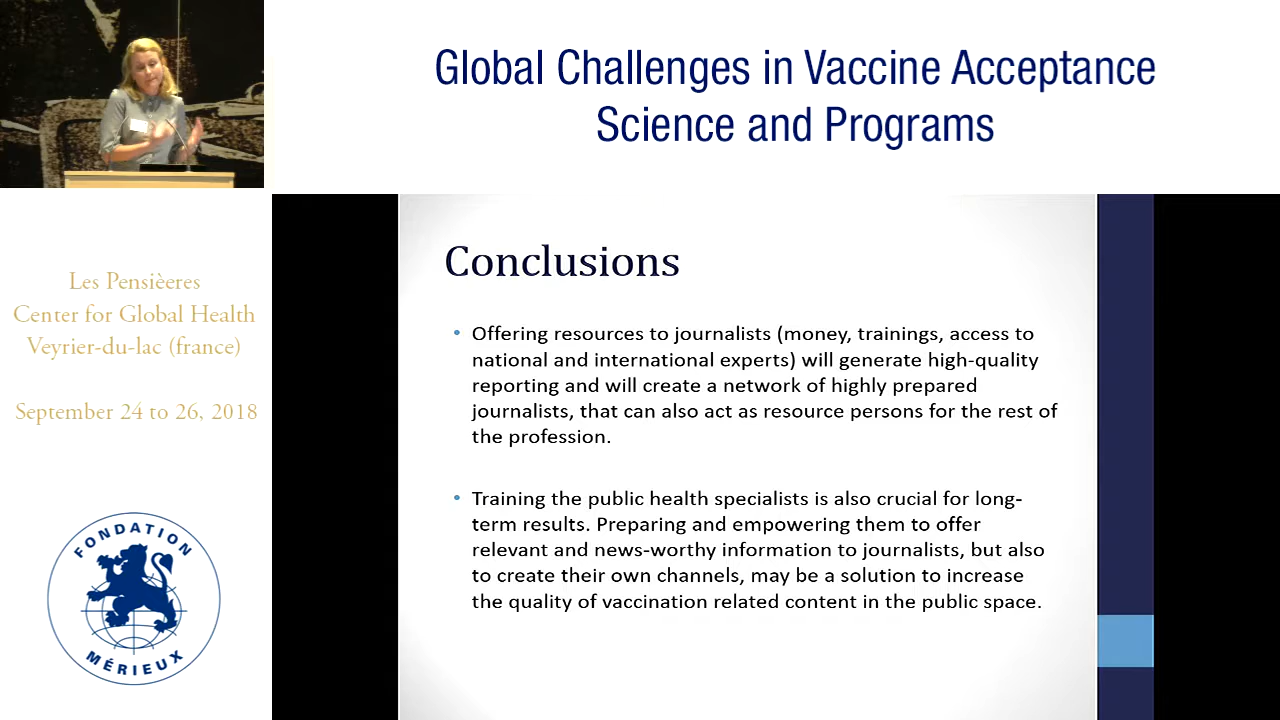 Global Challenges in Vaccine Acceptance
Science and Programs
Les Pensièeres
Center for Global Health
Veyrier-du-lac (france)
September 24 to 26, 2018
FONDATION
MÉRIEUX
Conclusions
• Offering resources to journalists (money, trainings, access to
national and international experts) will generate high-quality
reporting and will create a network of highly prepared
journalists, that can also act as resource persons for the rest of
the profession.
• Training the public health specialists is also crucial for long-
term results. Preparing and empowering them to offer
relevant and news-worthy information to journalists, but also
to create their own channels, may be a solution to increase
the quality of vaccination related content in the public space.